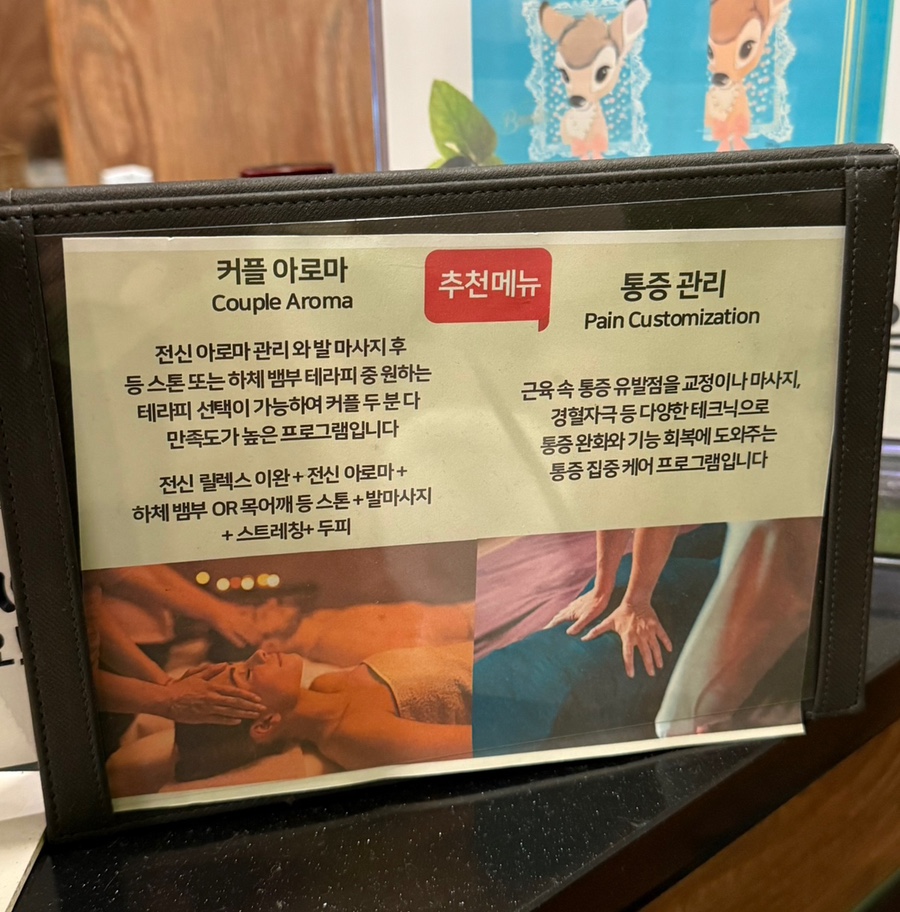 커플 아로마
Couple Aroma
전신 아로마 관리 와 발 마사지 후
등 스톤 또는 하체 뱀부 테라피 중 원하는
테라피 선택이 가능하여 커플 두 분 다
만족도가 높은 프로그램입니다
전신 릴렉스 이완 + 전신 아로마 +
하체 뱀부 OR 목어깨 등 스톤 + 발마사지
+ 스트레칭+ 두피
추천메뉴
통증 관리
Pain Customization
근육 속 통증 유발점을 교정이나 마사지,
경혈자극 등 다양한 테크닉으로
통증 완화와 기능 회복에 도와주는
통증 집중 케어 프로그램입니다